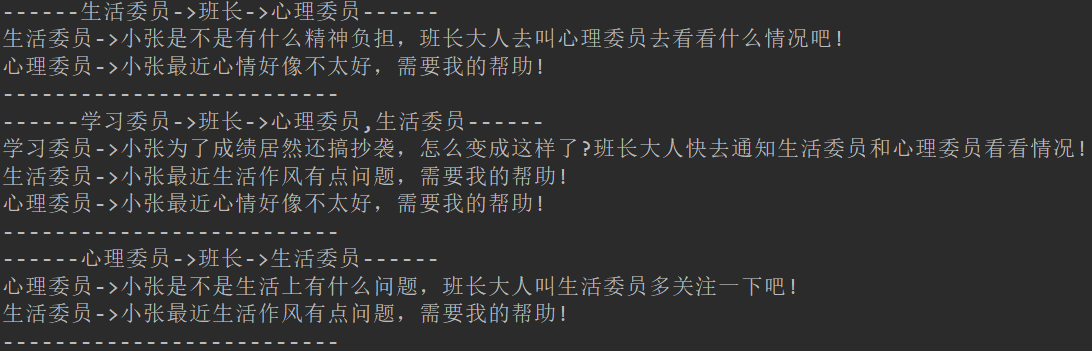 ------生活委员->班长->心理委员------
生活委员->小张是不是有什么精神负担，班长大人去叫心理委员去看看什么情况吧!
心理委员->小张最近心情好像不太好，需要我的帮助!
--------------------------
------学习委员->班长->心理委员,生活委员------
学习委员->小张为了成绩居然还搞抄袭，怎么变成这样了?班长大人快去通知生活委员和心理委员看看情况!
生活委员->小张最近生活作风有点问题，需要我的帮助!
心理委员->小张最近心情好像不太好，需要我的帮助!
--------------------------
------心理委员->班长->生活委员------
心理委员->小张是不是生活上有什么问题，班长大人叫生活委员多关注一下吧!
生活委员->小张最近生活作风有点问题，需要我的帮助!
--------------------------